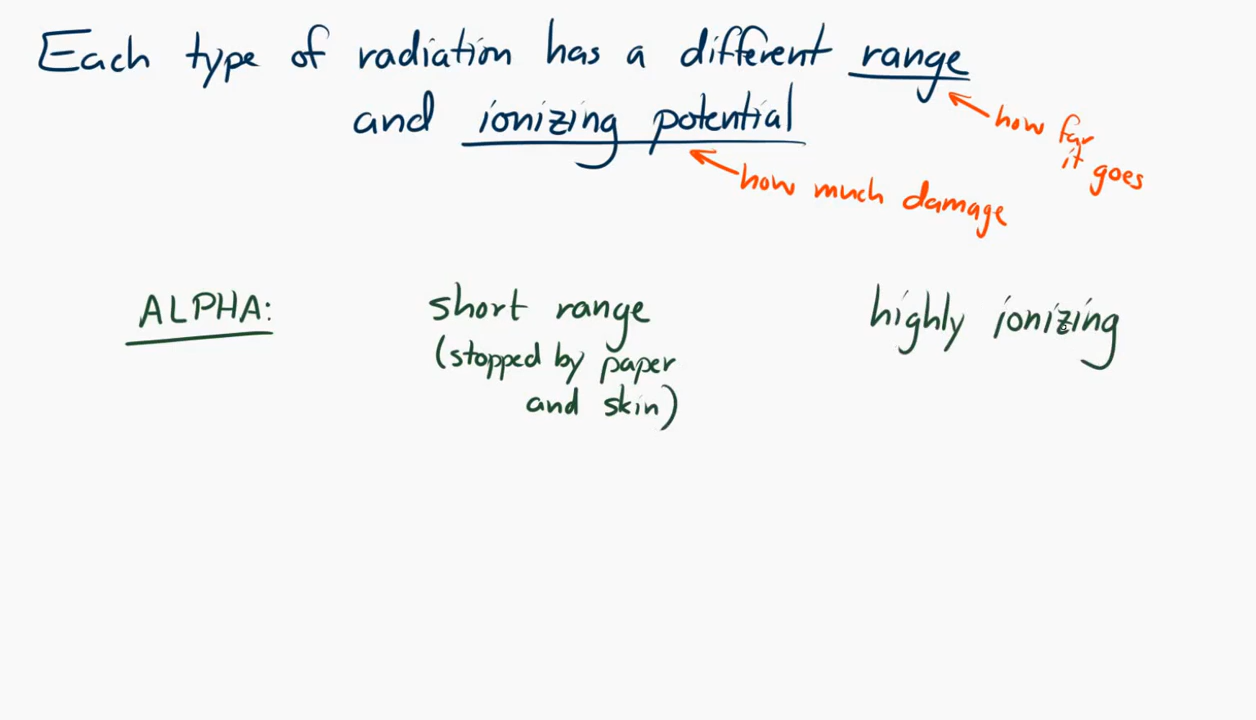 Each type of radiation has a different range
and ionizing potential
how far
it goes
how much damage
ALPHA: short range highly ionizing
(stopped by paper
and skin)